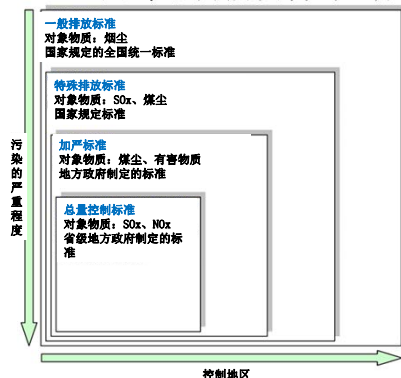 一般排放标准
对象物质：烟尘
国家规定的全国统一标准
特殊排放标准
对象物质：SOx、煤尘
国家规定标准
加严标准
对象物质：煤尘、有害物质
地方政府制定的标准
总量控制标准
对象物质：SOx、NOx
省级地方政府制定的标
准
污染的严重程度
控制地区